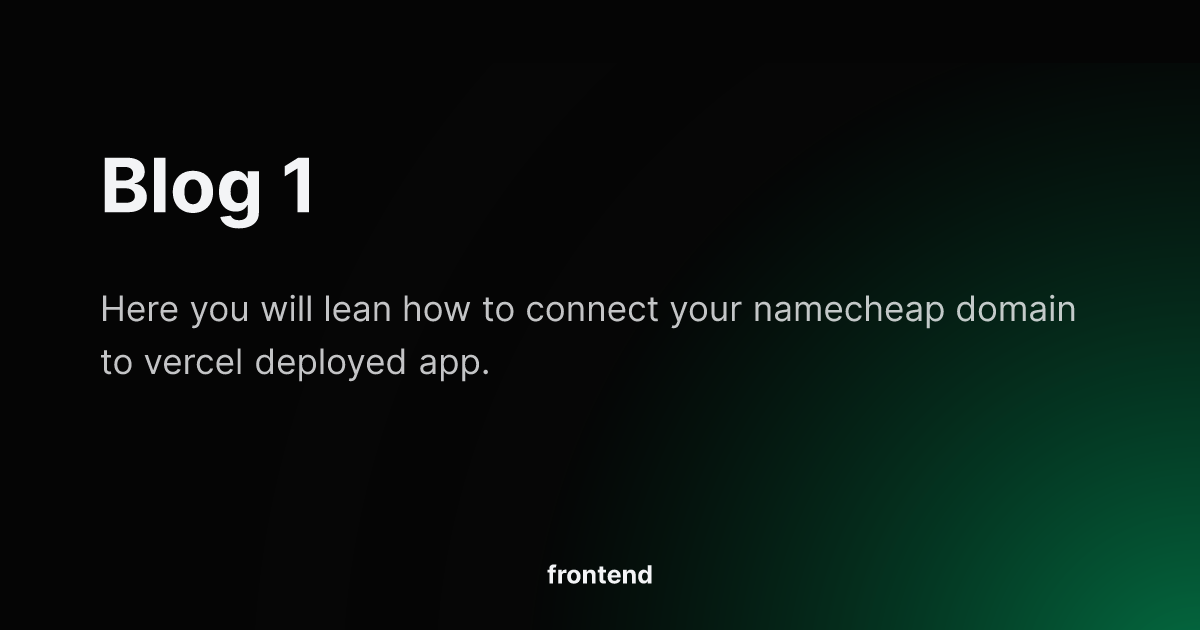 Blog 1
Here you will lean how to connect your namecheap domain
to vercel deployed app.
frontend